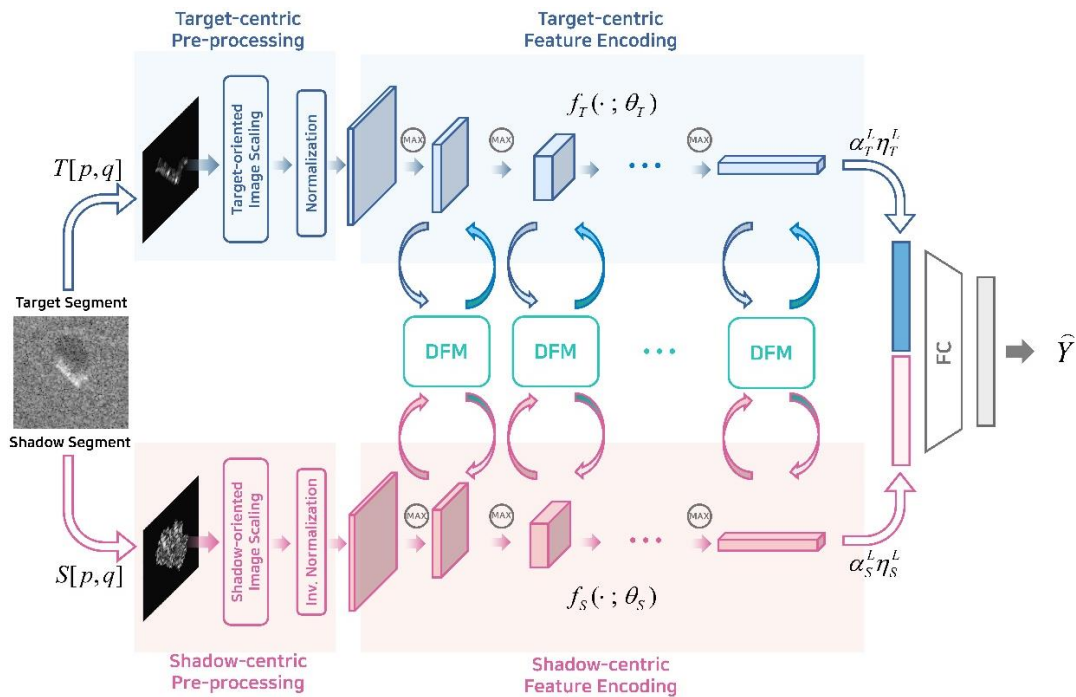 Target-centric
Pre-processing
Target-centric
Feature Encoding
T[p,q]
Target-oriented
Image Scaling
Normalization
MAX
MAX
MAX
f_T(· ; θ_T)
...
α_T^L η_T^L
Target Segment
DFM
DFM
...
DFM
FC
Ŷ
Shadow Segment
S[p,q]
Shadow-oriented
Image Scaling
Inv. Normalization
MAX
MAX
MAX
...
f_S(· ; θ_S)
α_S^L η_S^L
Shadow-centric
Pre-processing
Shadow-centric
Feature Encoding